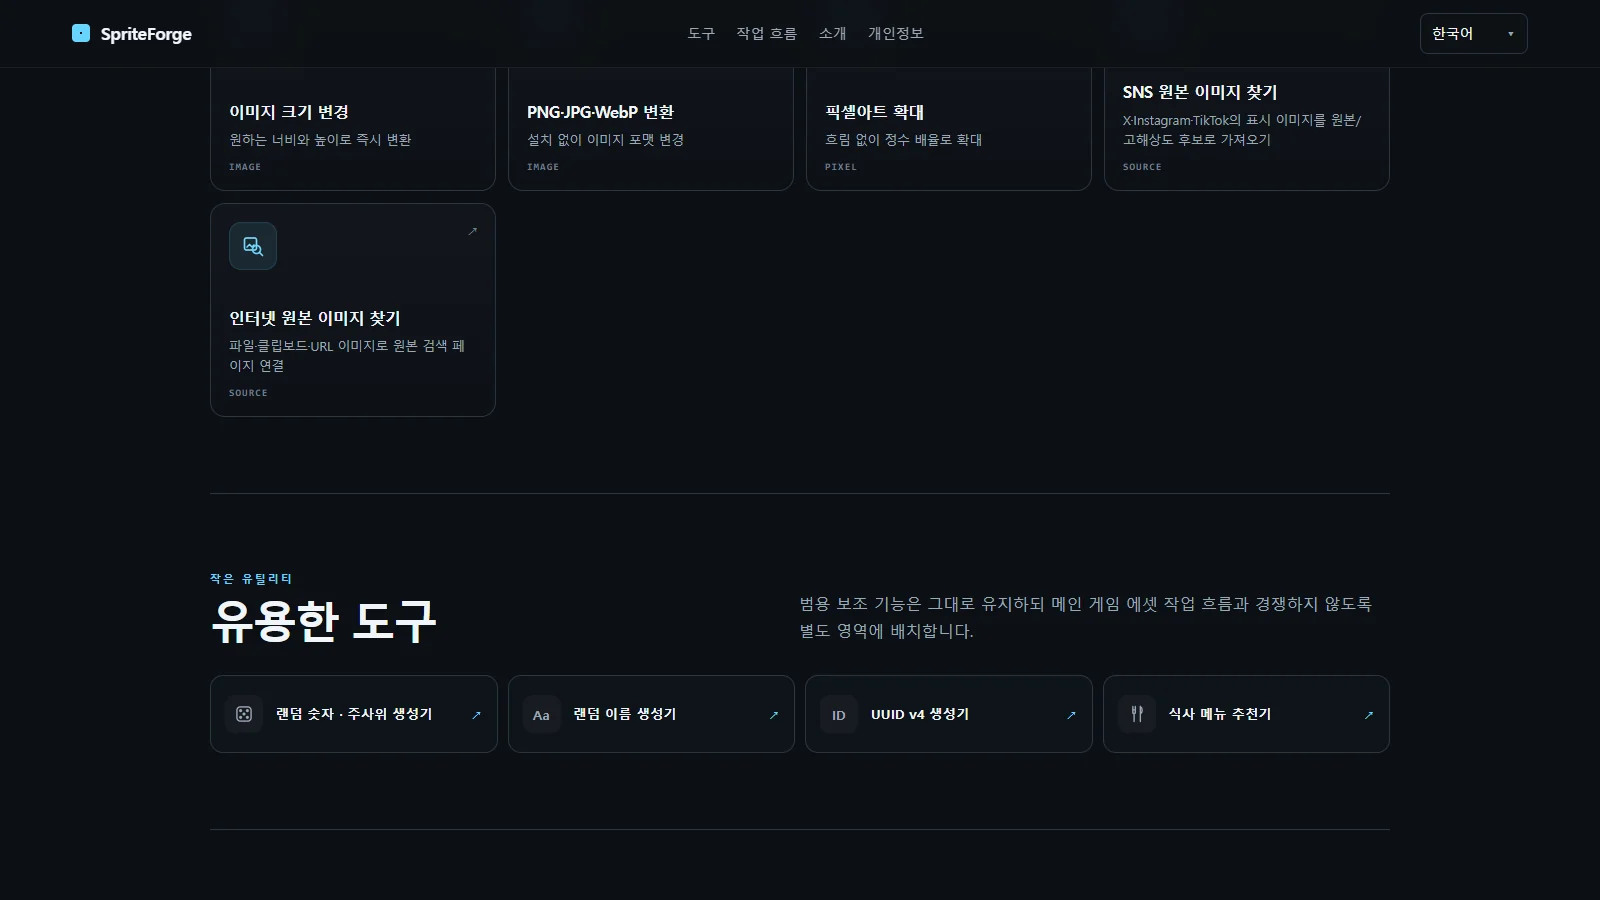 SpriteForge
도구
작업 흐름
소개
개인정보
한국어
이미지 크기 변경
원하는 너비와 높이로 즉시 변환
IMAGE
PNG·JPG·WebP 변환
설치 없이 이미지 포맷 변경
IMAGE
픽셀아트 확대
흐림 없이 정수 배율로 확대
PIXEL
SNS 원본 이미지 찾기
X·Instagram·TikTok의 표시 이미지를 원본/
고해상도 후보로 가져오기
SOURCE
인터넷 원본 이미지 찾기
파일·클립보드·URL 이미지로 원본 검색 페
이지 연결
SOURCE
작은 유틸리티
유용한 도구
범용 보조 기능은 그대로 유지하되 메인 게임 에셋 작업 흐름과 경쟁하지 않도록
별도 영역에 배치합니다.
랜덤 숫자 · 주사위 생성기
Aa
랜덤 이름 생성기
ID
UUID v4 생성기
식사 메뉴 추천기